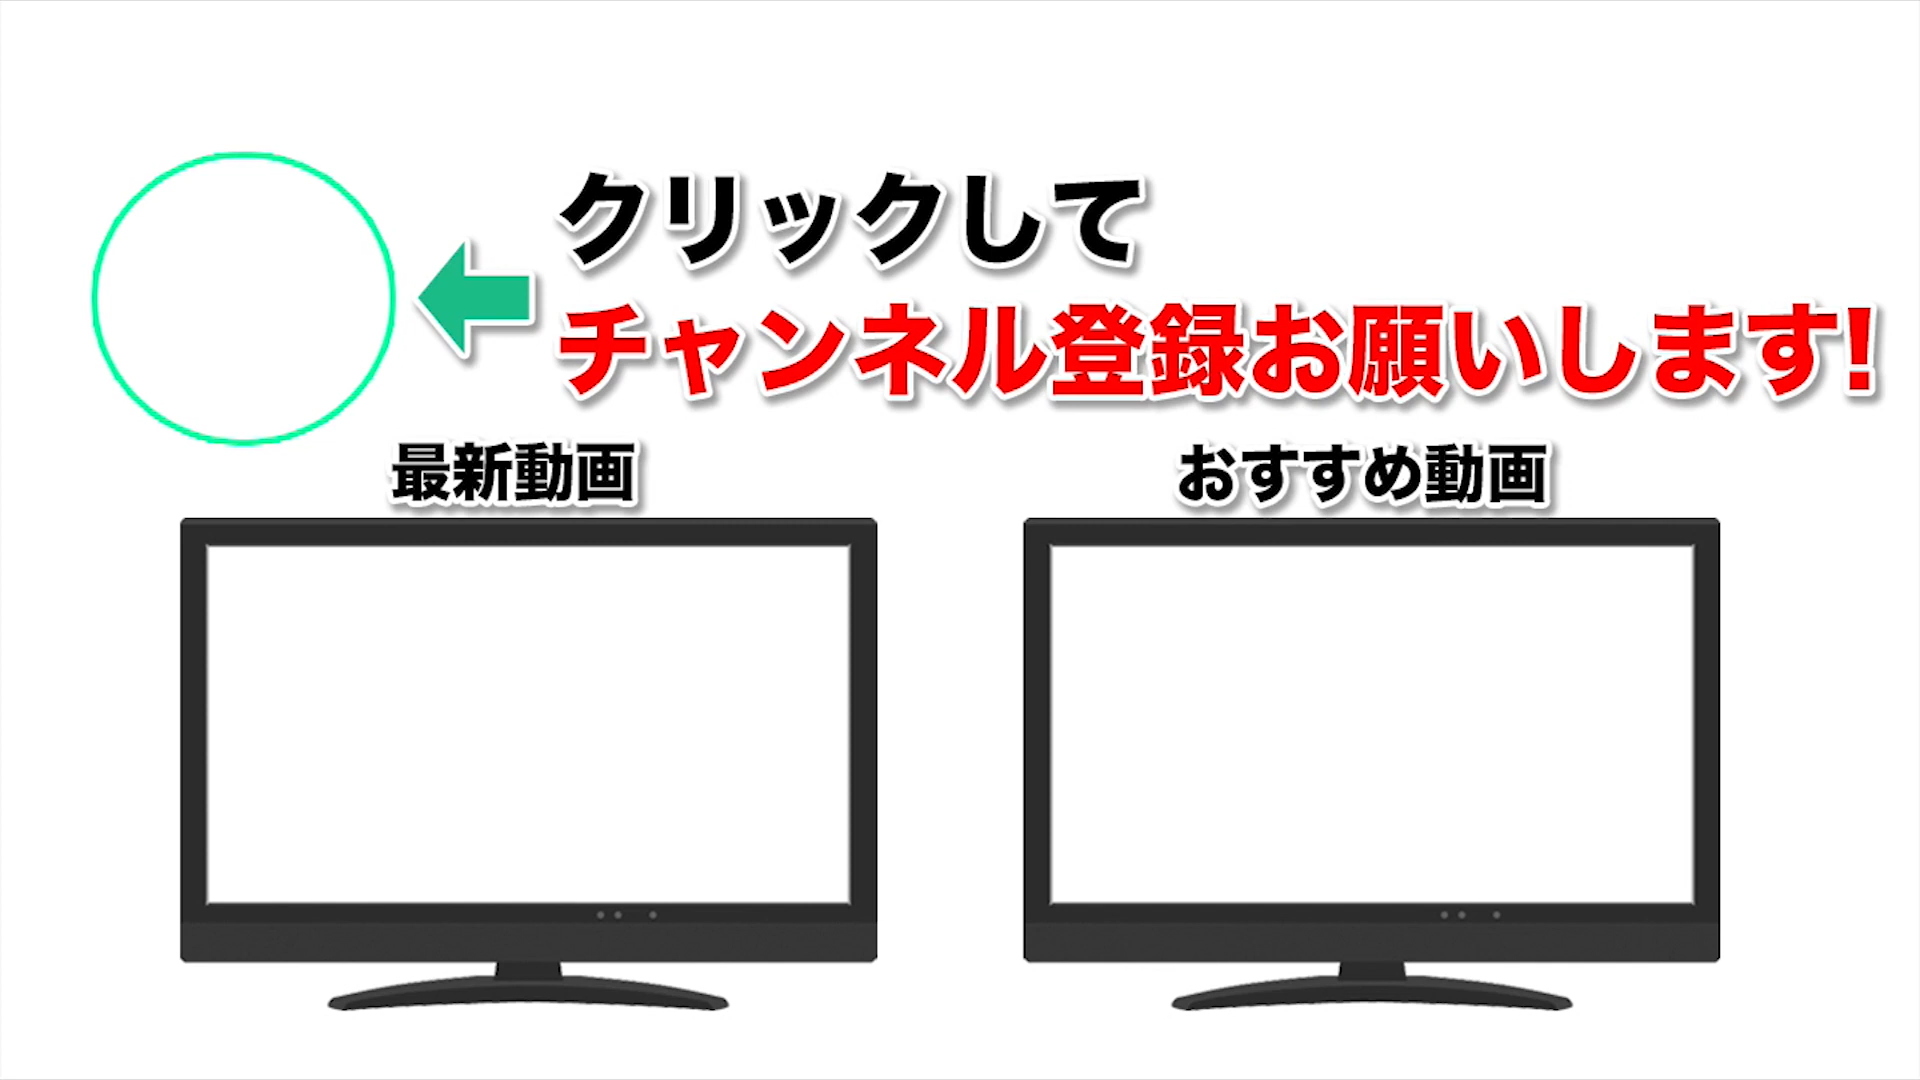 クリックして
チャンネル登録お願いします!
最新動画
おすすめ動画